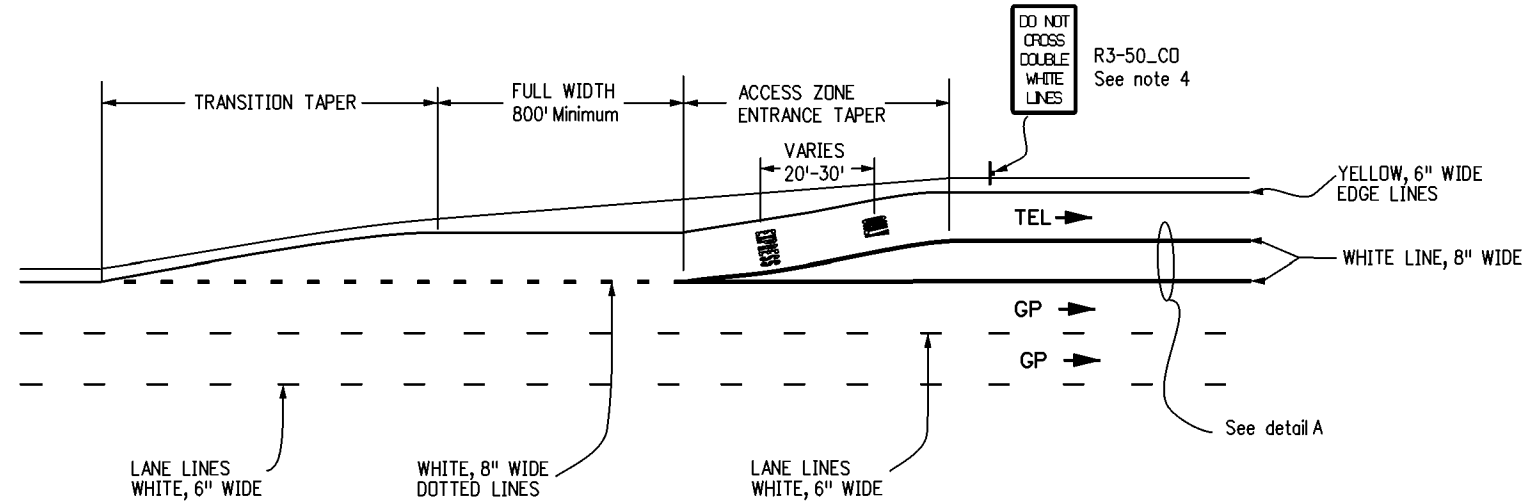 DO NOT
CROSS
DOUBLE
WHITE
LINES
R3-50_CO
See note 4
TRANSITION TAPER
FULL WIDTH
800' Minimum
ACCESS ZONE
ENTRANCE TAPER
VARIES
20'-30'
YELLOW, 6" WIDE
EDGE LINES
EXPRESS
ONLY
TEL
WHITE LINE, 8" WIDE
GP
GP
See detail A
LANE LINES
WHITE, 6" WIDE
WHITE, 8" WIDE
DOTTED LINES
LANE LINES
WHITE, 6" WIDE